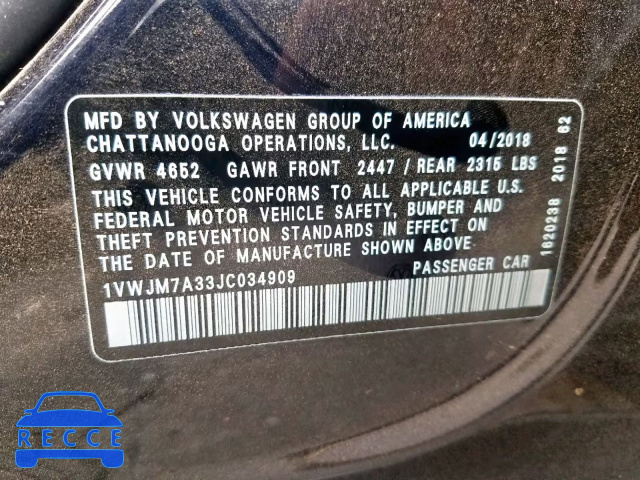 MFD BY VOLKSWAGEN GROUP OF AMERICA
CHATTANOOGA OPERATIONS, LLC. 04/2018
GVWR 4652 GAWR FRONT 2447 / REAR 2315 LBS
THIS VEHICLE CONFORMS TO ALL APPLICABLE U.S.
FEDERAL MOTOR VEHICLE SAFETY, BUMPER AND
THEFT PREVENTION STANDARDS IN EFFECT ON
THE DATE OF MANUFACTURE SHOWN ABOVE.
1VWJM7A33JC034909 PASSENGER CAR
1620238 2018 62
RECCE